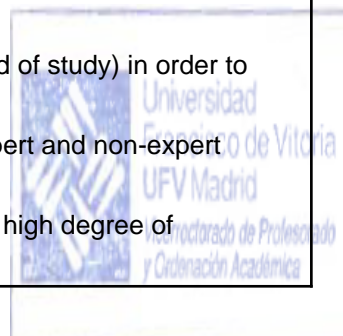 d of study) in order to
Universidad
ert and non-expert
Francisco de Vitoria
UFV Madrid
high degree of
Vicerrectorado de Profesorado
y Ordenación Académica